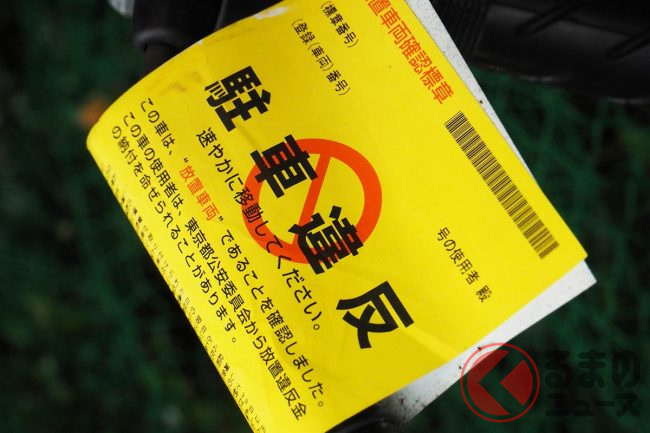 放置車両確認標章
(標章番号)
(登録(車両)番号)
号の使用者 殿
駐車違反
速やかに移動してください。
この車は、"放置車両"であることを確認しました。
この車の使用者は、東京都公安委員会から放置違反金
の納付を命ぜられることがあります。
くるまの
ニュース